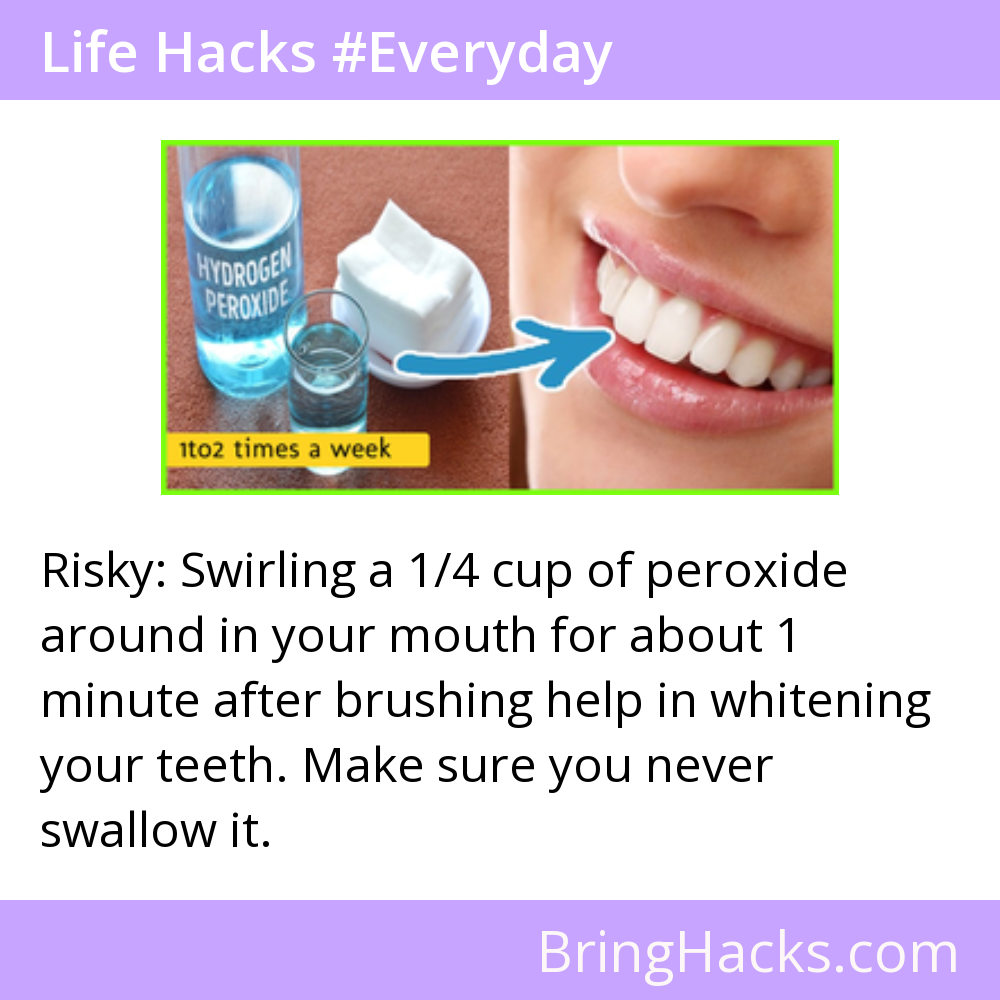 Life Hacks #Everyday
HYDROGEN
PEROXIDE
1to2 times a week
Risky: Swirling a 1/4 cup of peroxide
around in your mouth for about 1
minute after brushing help in whitening
your teeth. Make sure you never
swallow it.
BringHacks.com